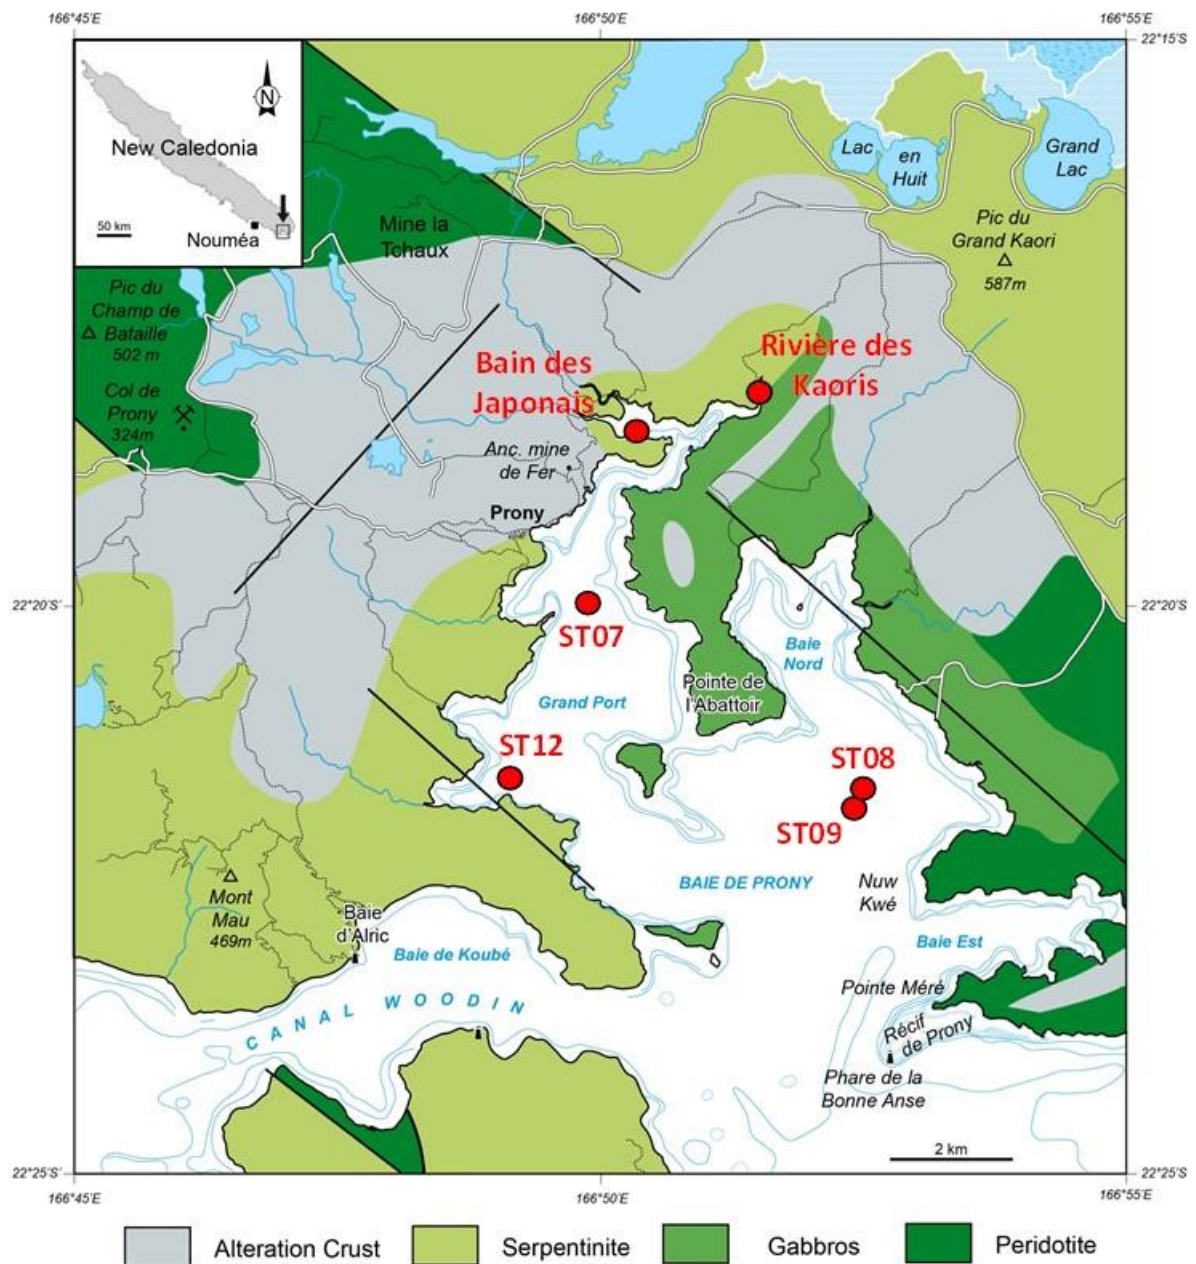 166°45'E
166°50'E
166°55'E
22°15'S
N
New Caledonia
50 km
Nouméa
Mine la
Tchaux
Lac
en
Huit
Grand
Lac
Pic du
Grand Kaori
587m
Pic du
Champ de
Bataille
502 m
Col de
Prony
324m
Bain des
Japonais
Rivière des
Kaoris
Anc. mine
de Fer
Prony
22°20'S
22°20'S
ST07
Baie
Nord
Grand Port
Pointe de
l'Abattoir
ST12
ST08
ST09
BAIE DE PRONY
Nuw
Kwé
Mont
Mau
469m
Baie
d'Alric
Baie de Koubé
Baie Est
CANAL WOODIN
Pointe Méré
Récif
de Prony
Phare de la
Bonne Anse
2 km
22°25'S
22°25'S
166°45'E
166°50'E
166°55'E
Alteration Crust
Serpentinite
Gabbros
Peridotite